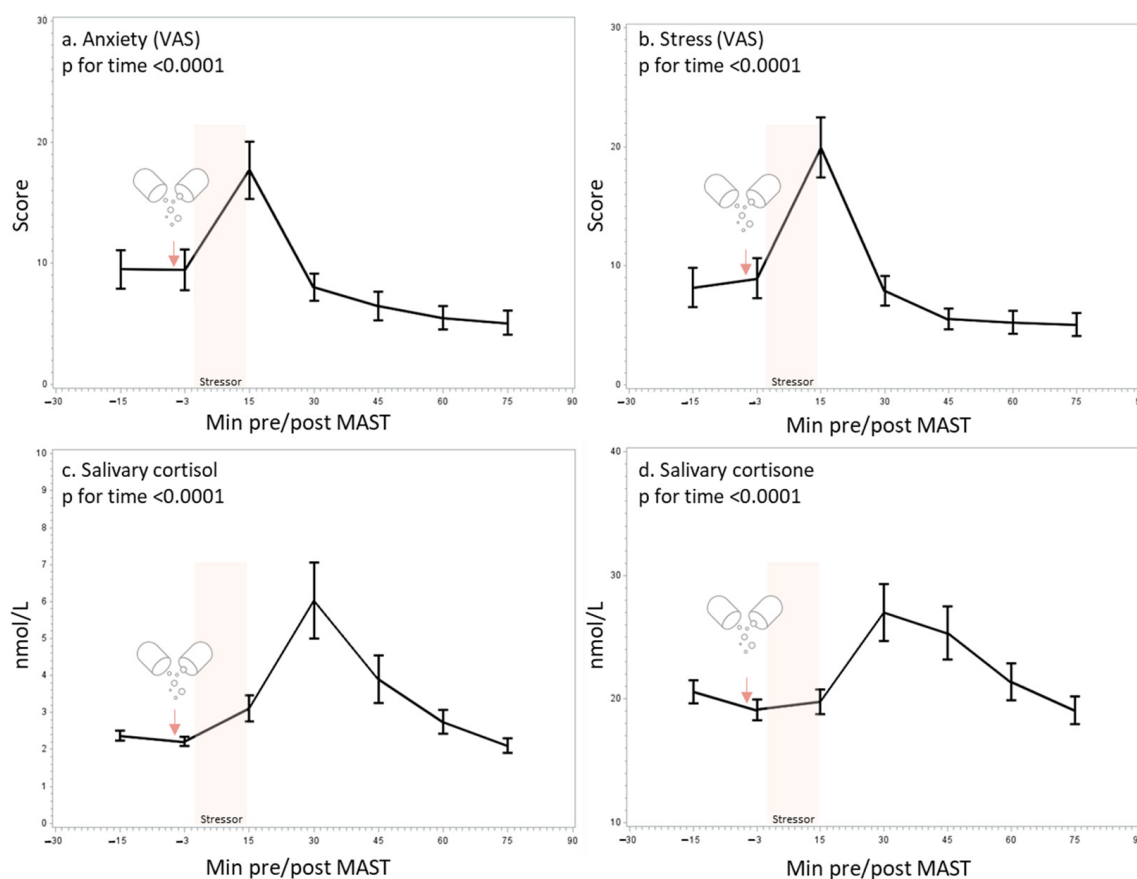 a. Anxiety (VAS)
p for time <0.0001
30
20
10
0
Score
Stressor
−30 −15 −3 15 30 45 60 75 90
Min pre/post MAST
b. Stress (VAS)
p for time <0.0001
30
20
10
0
Score
Stressor
−30 −15 −3 15 30 45 60 75 90
Min pre/post MAST
c. Salivary cortisol
p for time <0.0001
10
9
8
7
6
5
4
3
2
1
0
nmol/L
Stressor
−30 −15 −3 15 30 45 60 75 90
Min pre/post MAST
d. Salivary cortisone
p for time <0.0001
40
30
20
10
nmol/L
Stressor
−30 −15 −3 15 30 45 60 75 90
Min pre/post MAST